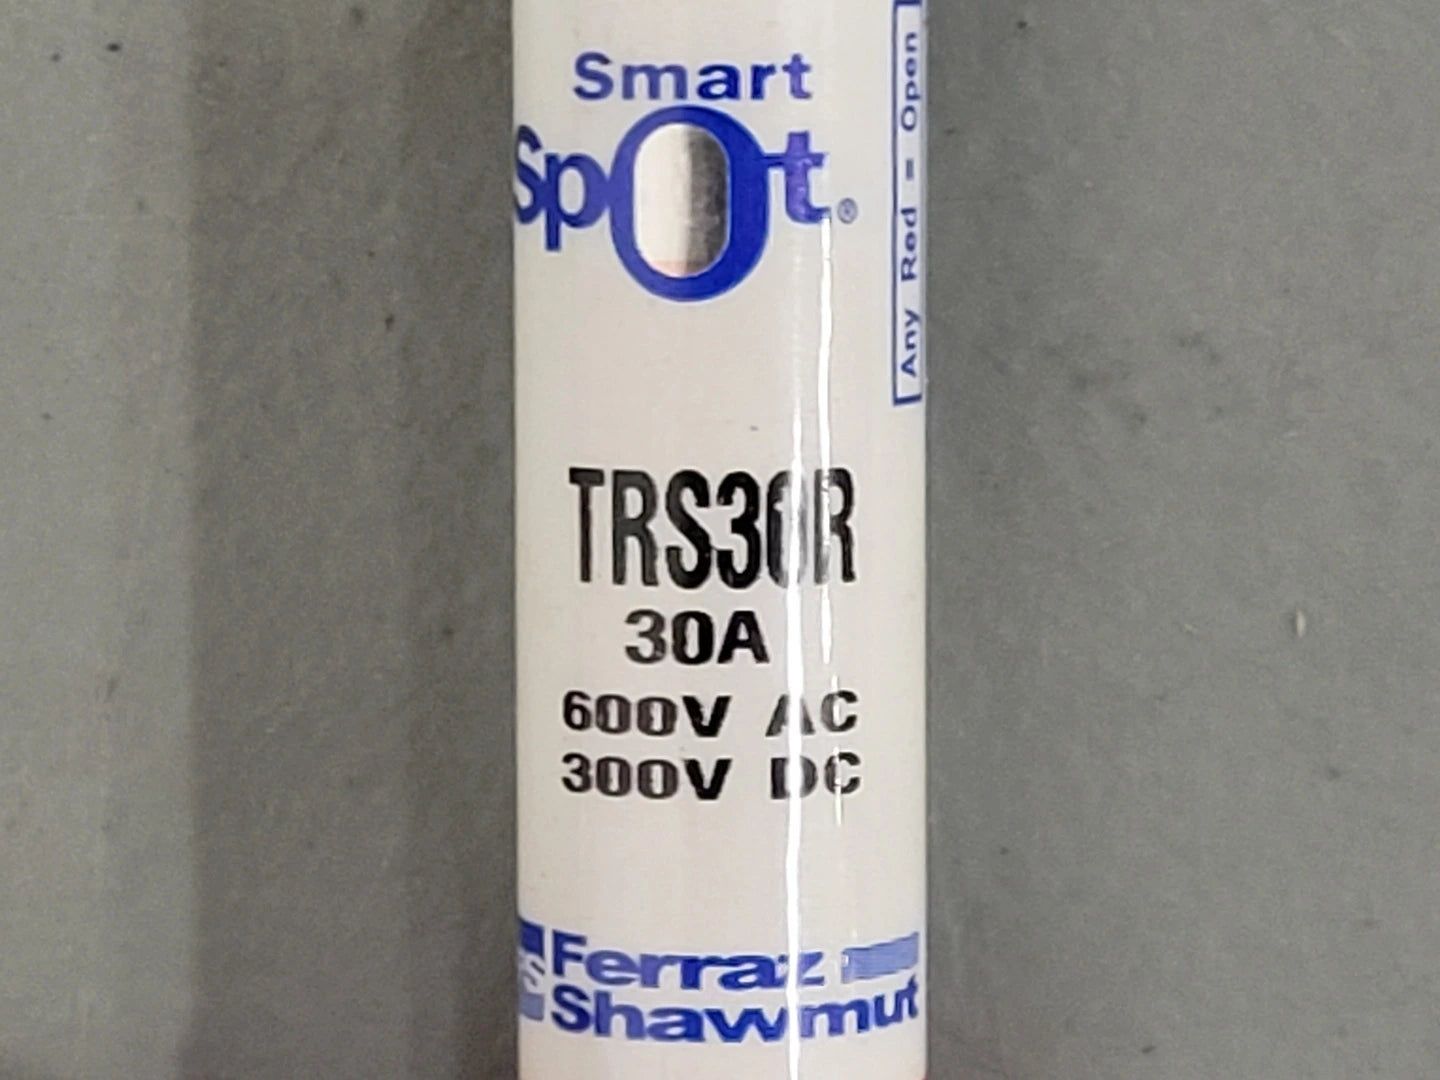 Smart
Spot®
Any Red = Open
TRS30R
30A
600V AC
300V DC
Ferraz
Shawmut